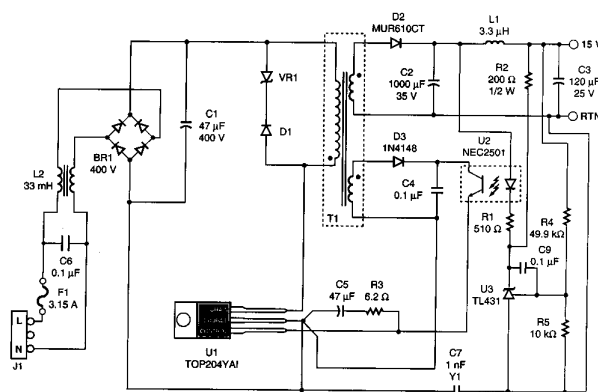 D2
MUR610CT
L1
3.3 μH
15 V
VR1
C1
47 μF
400 V
C2
1000 μF
35 V
R2
200 Ω
1/2 W
C3
120 μF
25 V
RTN
D1
D3
1N4148
U2
NEC2501
BR1
400 V
L2
33 mH
C4
0.1 μF
T1
R1
510 Ω
R4
49.9 kΩ
C9
0.1 μF
C6
0.1 μF
F1
3.15 A
C5
47 μF
R3
6.2 Ω
U3
TL431
L
N
J1
CONTROL
U1
TOP204YAI
C7
1 nF
Y1
R5
10 kΩ